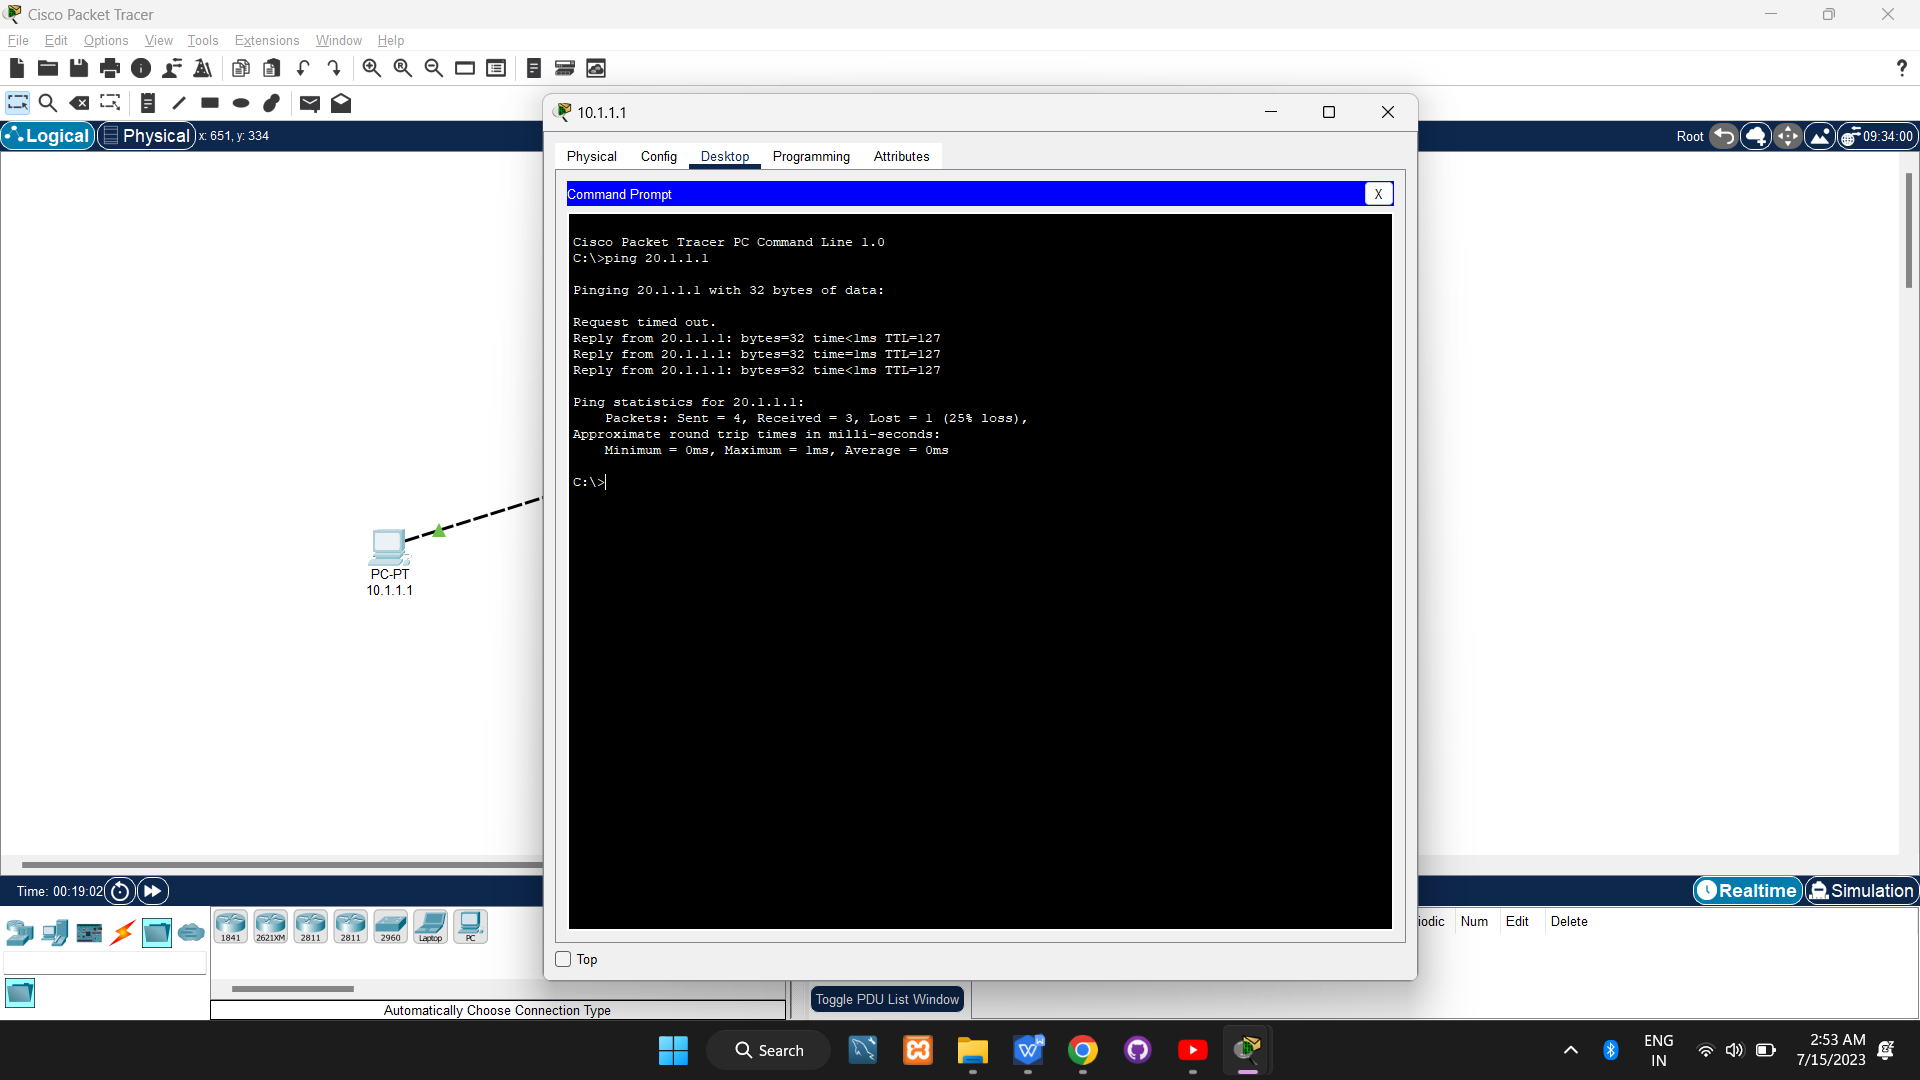 Cisco Packet Tracer
File Edit Options View Tools Extensions Window Help
?
Logical Physical x: 651, y: 334
Root 09:34:00
10.1.1.1
Physical Config Desktop Programming Attributes
Command Prompt
X
Cisco Packet Tracer PC Command Line 1.0
C:\>ping 20.1.1.1
Pinging 20.1.1.1 with 32 bytes of data:
Request timed out.
Reply from 20.1.1.1: bytes=32 time<1ms TTL=127
Reply from 20.1.1.1: bytes=32 time=1ms TTL=127
Reply from 20.1.1.1: bytes=32 time<1ms TTL=127
Ping statistics for 20.1.1.1:
Packets: Sent = 4, Received = 3, Lost = 1 (25% loss),
Approximate round trip times in milli-seconds:
Minimum = 0ms, Maximum = 1ms, Average = 0ms
C:\>
PC-PT
10.1.1.1
Top
Time: 00:19:02
Realtime Simulation
1841 2621XM 2811 2811 2960 Laptop PC
iodic Num Edit Delete
Automatically Choose Connection Type
Toggle PDU List Window
Search
ENG
IN
2:53 AM
7/15/2023